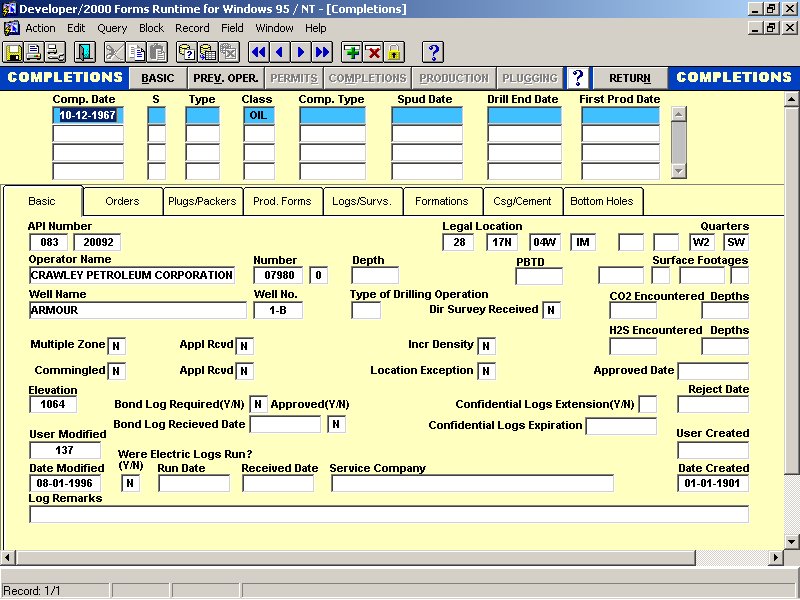 Developer/2000 Forms Runtime for Windows 95 / NT - [Completions]
Action Edit Query Block Record Field Window Help
COMPLETIONS BASIC PREV. OPER. PERMITS COMPLETIONS PRODUCTION PLUGGING ? RETURN COMPLETIONS
Comp. Date S Type Class Comp. Type Spud Date Drill End Date First Prod Date
10-12-1967 OIL
Basic Orders Plugs/Packers Prod. Forms Logs/Survs. Formations Csg/Cement Bottom Holes
API Number Legal Location Quarters
083 20092 28 17N 04W IM W2 SW
Operator Name Number Depth PBTD Surface Footages
CRAWLEY PETROLEUM CORPORATION 07980 0
Well Name Well No. Type of Drilling Operation CO2 Encountered Depths
ARMOUR 1-B Dir Survey Received N
H2S Encountered Depths
Multiple Zone N Appl Rcvd N Incr Density N
Commingled N Appl Rcvd N Location Exception N Approved Date
Elevation Reject Date
1064 Bond Log Required(Y/N) N Approved(Y/N) Confidential Logs Extension(Y/N)
Bond Log Recieved Date N Confidential Logs Expiration
User Modified User Created
137 Were Electric Logs Run?
Date Modified (Y/N) Run Date Received Date Service Company Date Created
08-01-1996 N 01-01-1901
Log Remarks
Record: 1/1